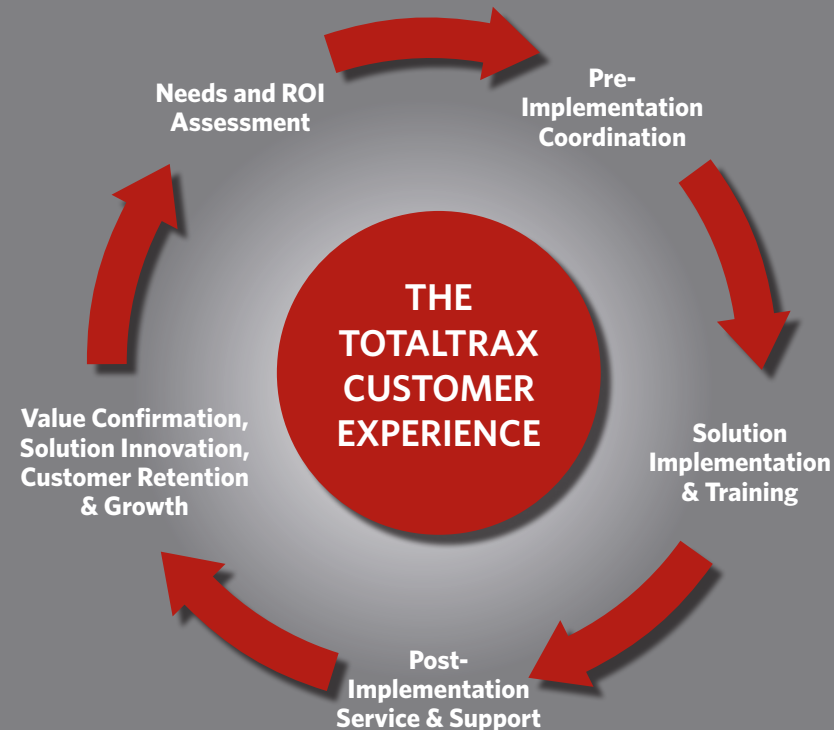 Needs and ROI
Assessment
Pre-
Implementation
Coordination
THE
TOTALTRAX
CUSTOMER
EXPERIENCE
Solution
Implementation
& Training
Post-
Implementation
Service & Support
Value Confirmation,
Solution Innovation,
Customer Retention
& Growth